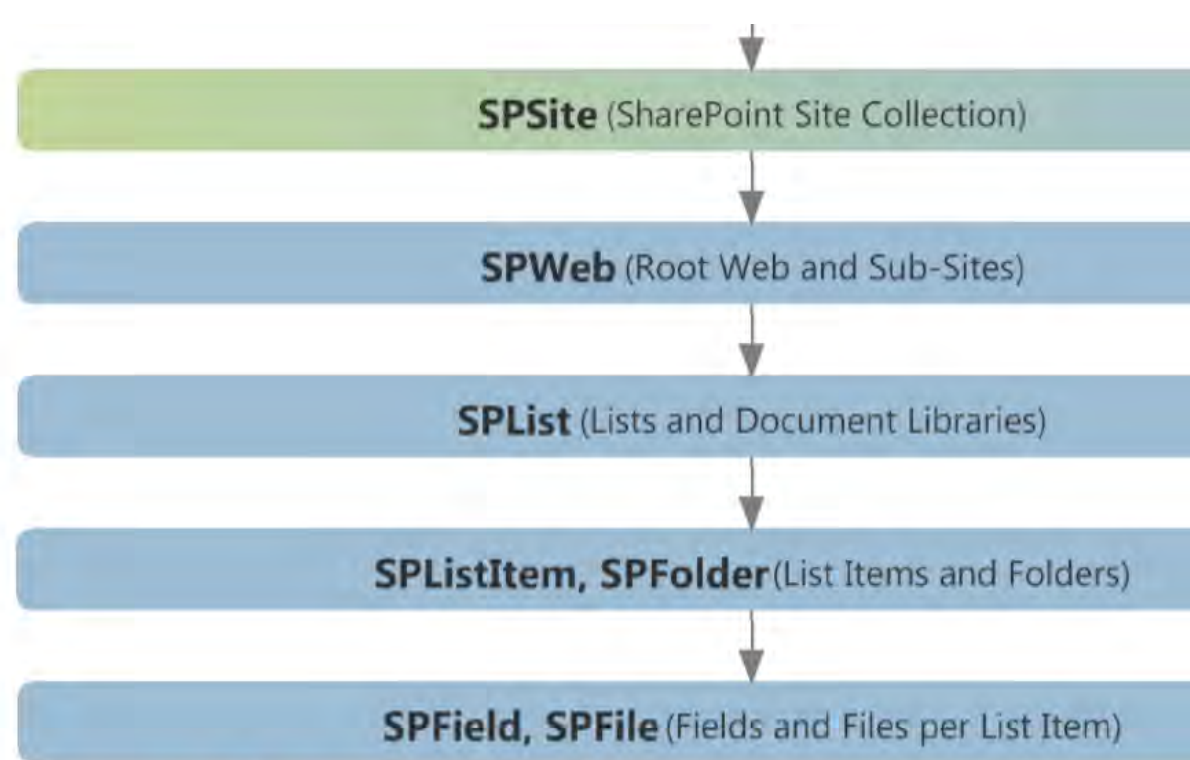 SPSite (SharePoint Site Collection)
SPWeb (Root Web and Sub-Sites)
SPList (Lists and Document Libraries)
SPListItem, SPFolder(List Items and Folders)
SPField, SPFile (Fields and Files per List Item)